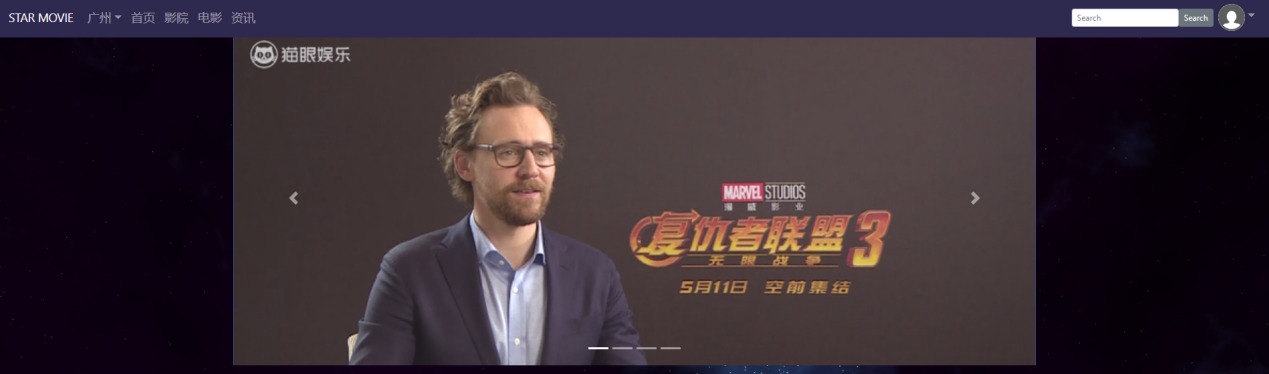 STAR MOVIE 广州 首页 影院 电影 资讯 Search Search
猫眼娱乐
MARVEL STUDIOS
漫威影业
复仇者联盟3
无限战争
5月11日 空前集结